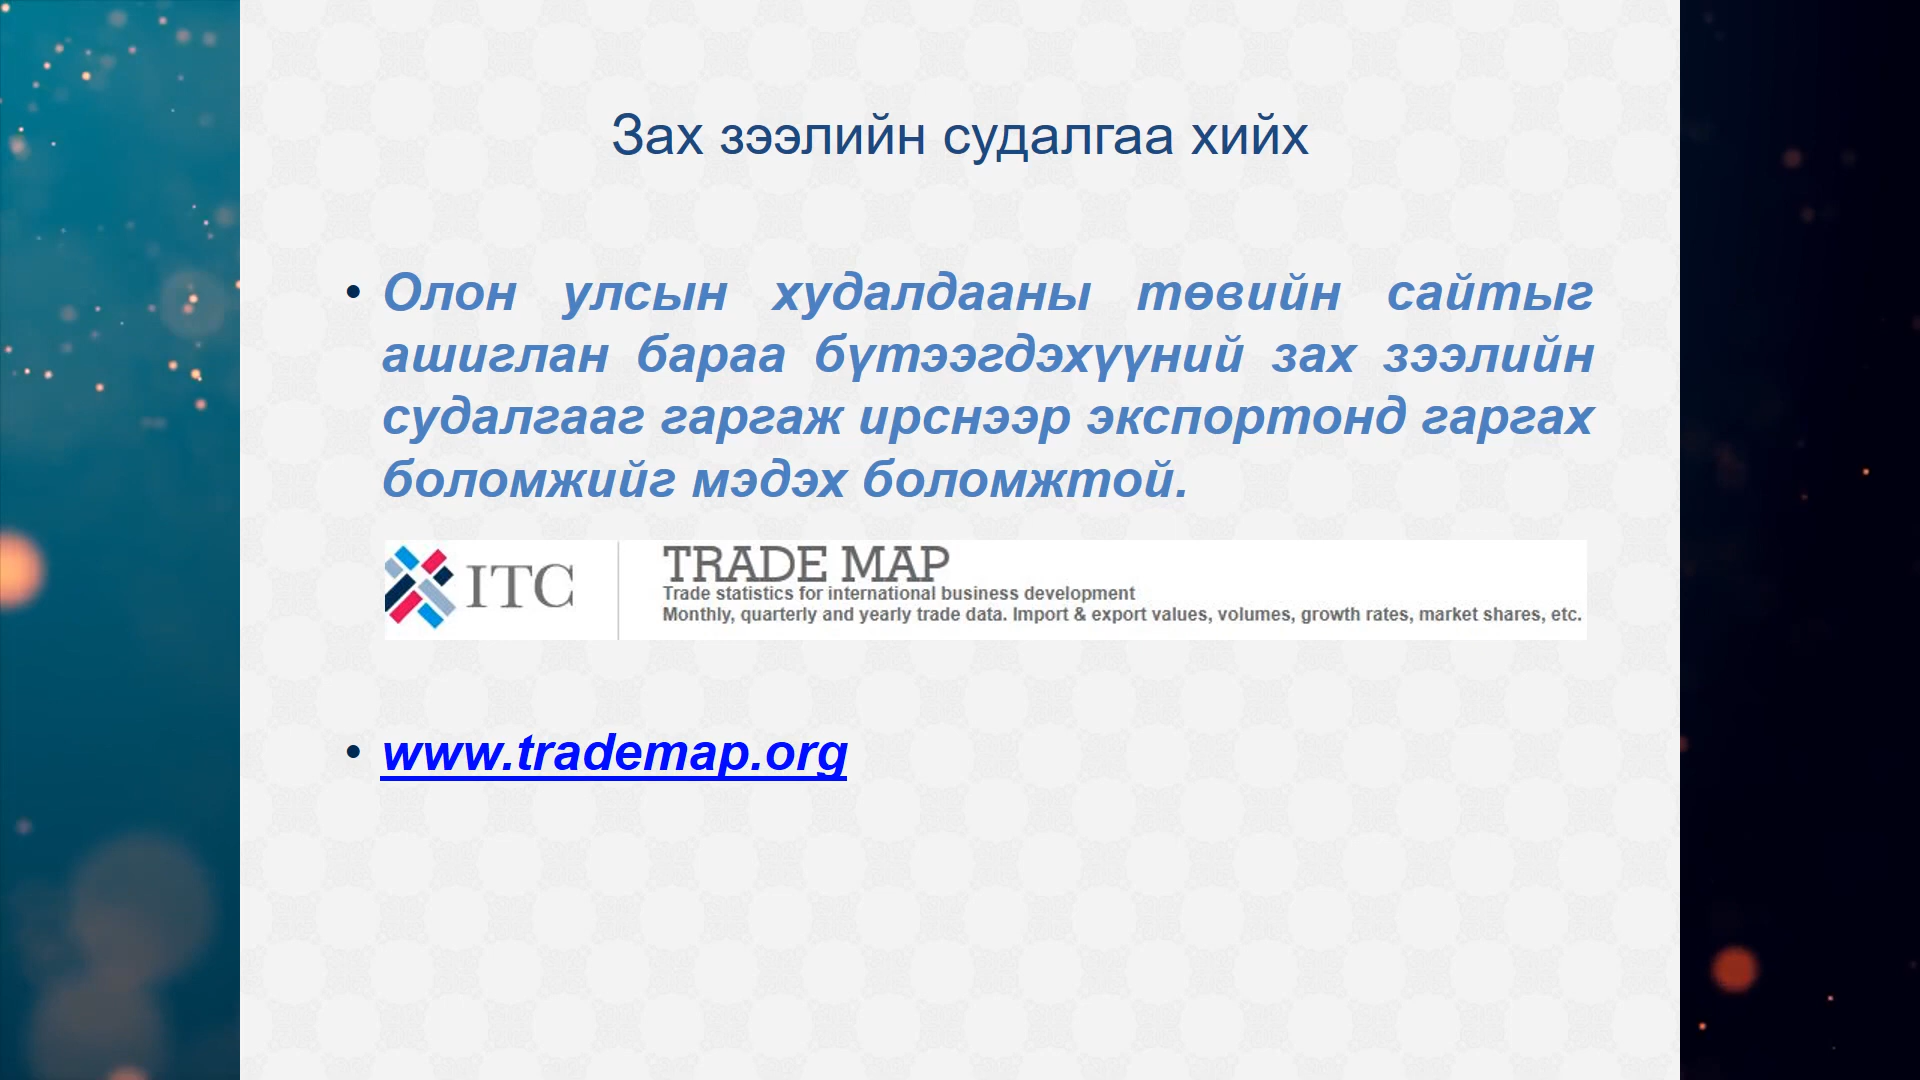 Зах зээлийн судалгаа хийх
• Олон улсын худалдааны төвийн сайтыг
ашиглан бараа бүтээгдэхүүний зах зээлийн
судалгааг гаргаж ирснээр экспортонд гаргах
боломжийг мэдэх боломжтой.
ITC
TRADE MAP
Trade statistics for international business development
Monthly, quarterly and yearly trade data. Import & export values, volumes, growth rates, market shares, etc.
• www.trademap.org